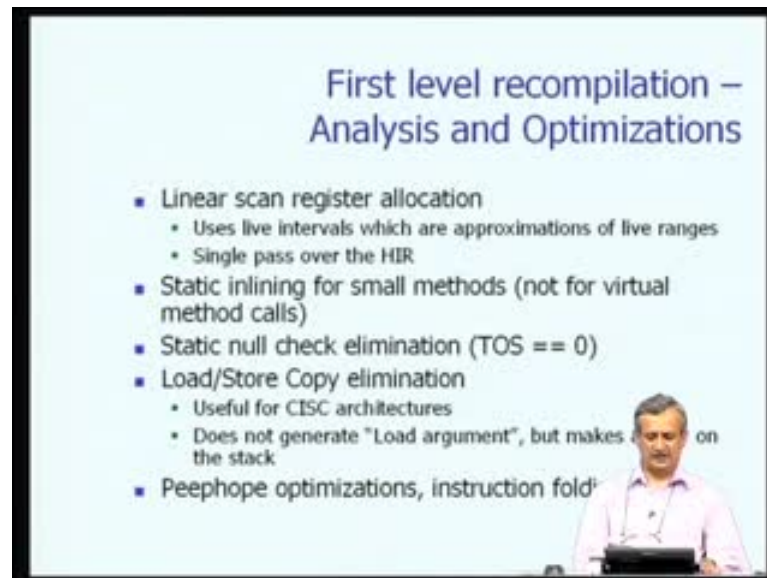 First level recompilation –
Analysis and Optimizations
▪ Linear scan register allocation
• Uses live intervals which are approximations of live ranges
• Single pass over the HIR
▪ Static inlining for small methods (not for virtual
method calls)
▪ Static null check elimination (TOS == 0)
▪ Load/Store Copy elimination
• Useful for CISC architectures
• Does not generate "Load argument", but makes on
the stack
▪ Peephope optimizations, instruction